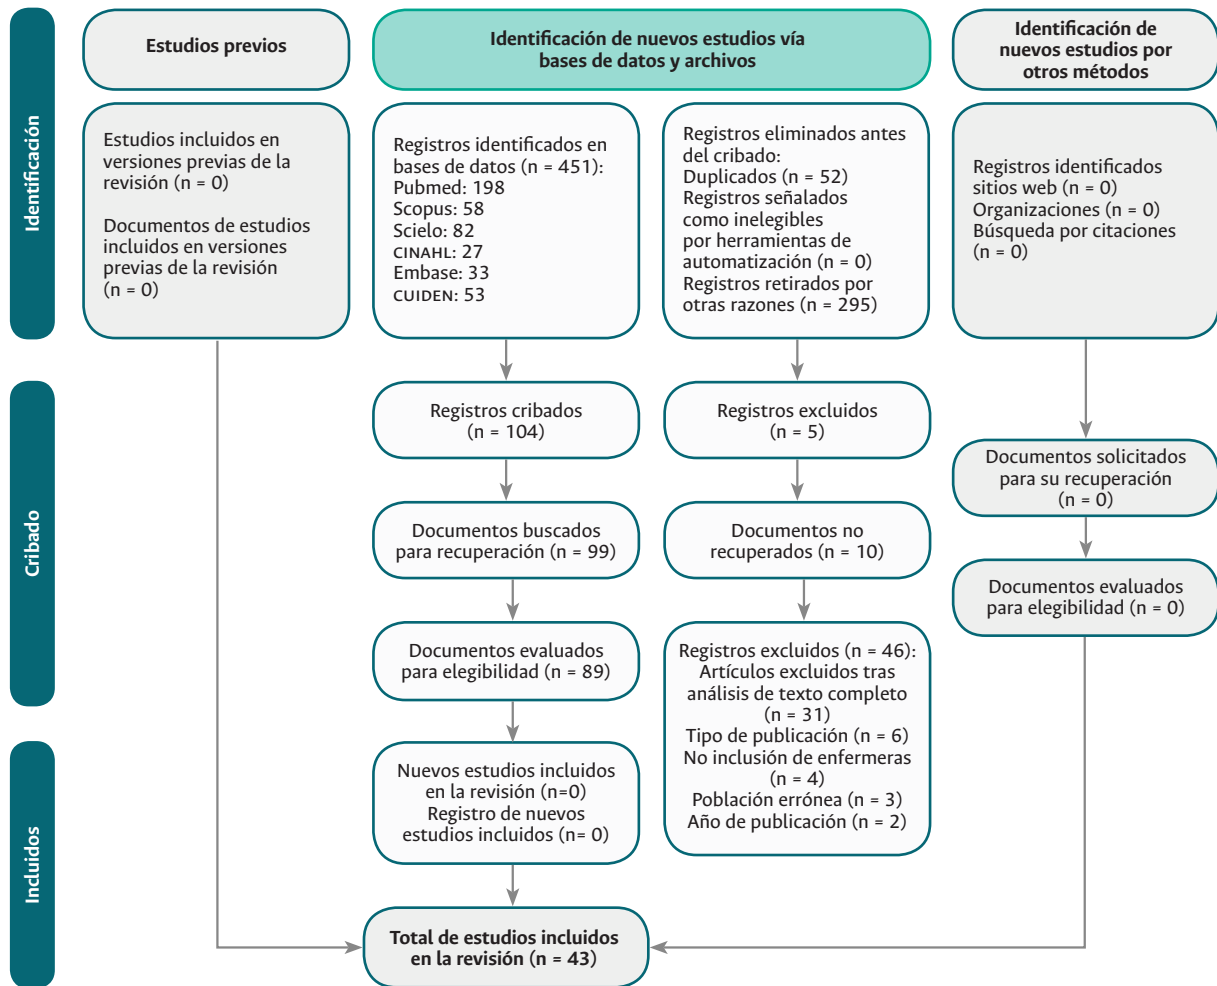 Estudios previos
Identificación de nuevos estudios vía
bases de datos y archivos
Identificación de
nuevos estudios por
otros métodos
Identificación
Estudios incluidos en
versiones previas de la
revisión (n = 0)
Documentos de estudios
incluidos en versiones
previas de la revisión
(n = 0)
Registros identificados en
bases de datos (n = 451):
Pubmed: 198
Scopus: 58
Scielo: 82
CINAHL: 27
Embase: 33
CUIDEN: 53
Registros eliminados antes
del cribado:
Duplicados (n = 52)
Registros señalados
como inelegibles
por herramientas de
automatización (n = 0)
Registros retirados por
otras razones (n = 295)
Registros identificados
sitios web (n = 0)
Organizaciones (n = 0)
Búsqueda por citaciones
(n = 0)
Cribado
Registros cribados
(n = 104)
Registros excluidos
(n = 5)
Documentos solicitados
para su recuperación
(n = 0)
Documentos buscados
para recuperación (n = 99)
Documentos no
recuperados (n = 10)
Documentos evaluados
para elegibilidad (n = 0)
Documentos evaluados
para elegibilidad (n = 89)
Registros excluidos (n = 46):
Artículos excluidos tras
análisis de texto completo
(n = 31)
Tipo de publicación (n = 6)
No inclusión de enfermeras
(n = 4)
Población errónea (n = 3)
Año de publicación (n = 2)
Incluidos
Nuevos estudios incluidos
en la revisión (n=0)
Registro de nuevos
estudios incluidos (n= 0)
Total de estudios incluidos
en la revisión (n = 43)